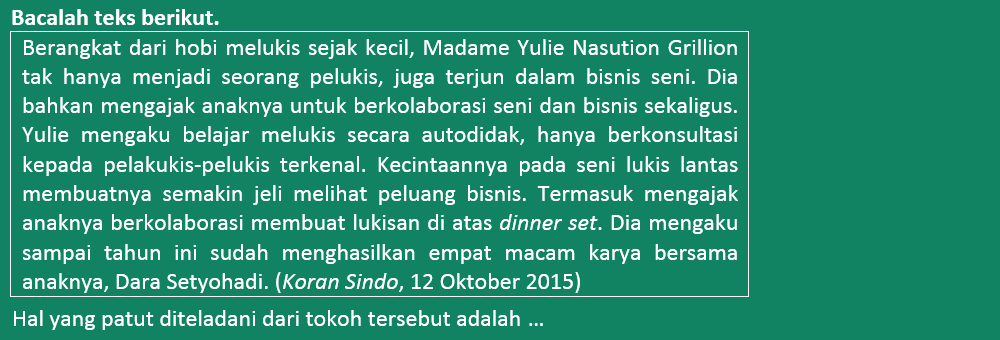 Bacalah teks berikut.
Berangkat dari hobi melukis sejak kecil, Madame Yulie Nasution Grillion
tak hanya menjadi seorang pelukis, juga terjun dalam bisnis seni. Dia
bahkan mengajak anaknya untuk berkolaborasi seni dan bisnis sekaligus.
Yulie mengaku belajar melukis secara autodidak, hanya berkonsultasi
kepada pelakukis-pelukis terkenal. Kecintaannya pada seni lukis lantas
membuatnya semakin jeli melihat peluang bisnis. Termasuk mengajak
anaknya berkolaborasi membuat lukisan di atas dinner set. Dia mengaku
sampai tahun ini sudah menghasilkan empat macam karya bersama
anaknya, Dara Setyohadi. (Koran Sindo, 12 Oktober 2015)
Hal yang patut diteladani dari tokoh tersebut adalah ...